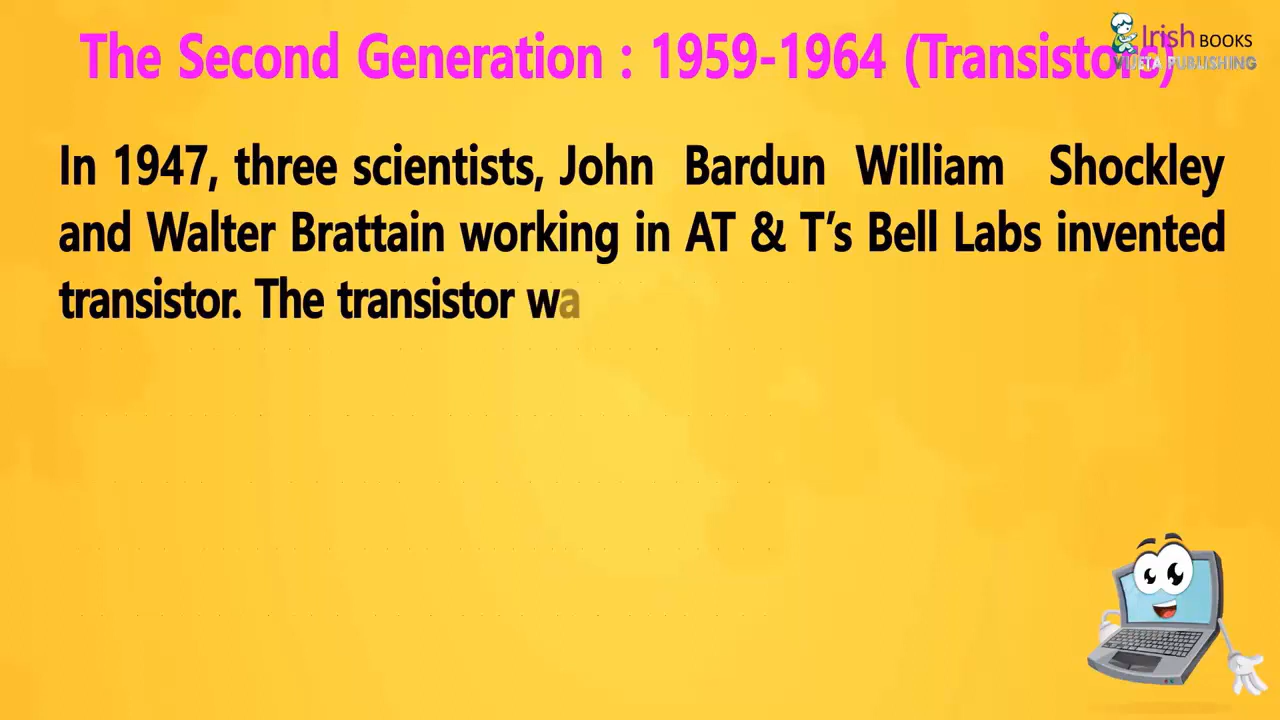 The Second Generation : 1959-1964 (Transistors)
Irish BOOKS
PUBLISHING
In 1947, three scientists, John Bardun William Shockley
and Walter Brattain working in AT & T’s Bell Labs invented
transistor. The transistor wa